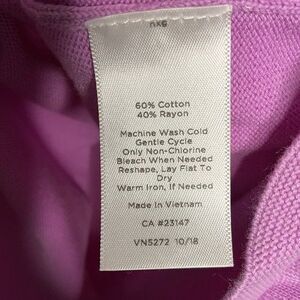 60% Cotton
40% Rayon
Machine Wash Cold
Gentle Cycle
Only Non-Chlorine
Bleach When Needed
Reshape, Lay Flat To
Dry
Warm Iron, If Needed
Made in Vietnam
CA #23147
VN5272 10/18